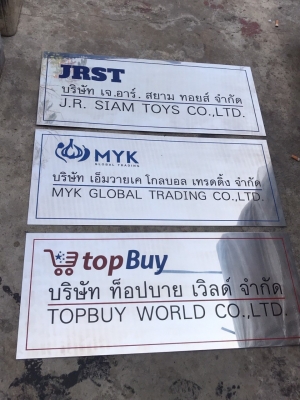 JRST
บริษัท เจ.อาร์. สยาม ทอยส์ จำกัด
J.R. SIAM TOYS CO.,LTD.
MYK
GLOBAL TRADING
บริษัท เอ็มวายเค โกลบอล เทรดดิ้ง จำกัด
MYK GLOBAL TRADING CO.,LTD.
topBuy
บริษัท ท็อปบาย เวิลด์ จำกัด
TOPBUY WORLD CO.,LTD.